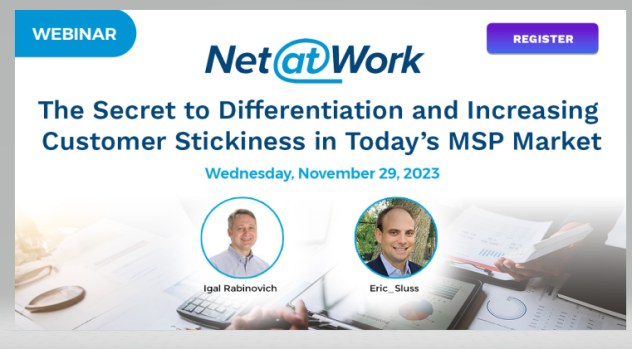 WEBINAR
REGISTER
Net@Work
The Secret to Differentiation and Increasing
Customer Stickiness in Today's MSP Market
Wednesday, November 29, 2023
Igal Rabinovich
Eric_Sluss